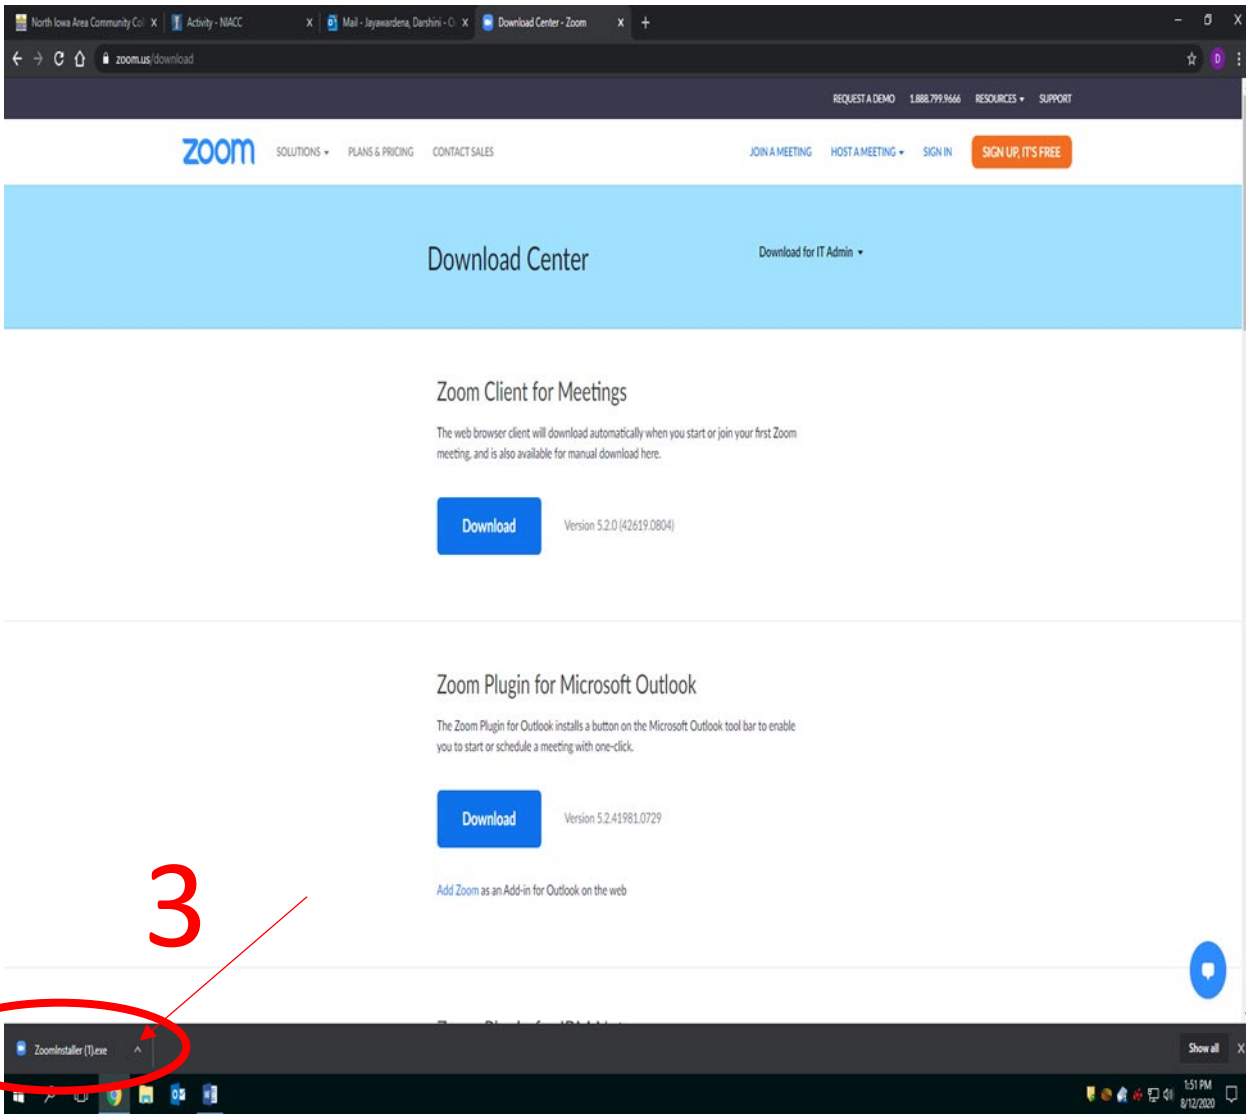 North Iowa Area Community Col
Activity - NIACC
Mail - Jayawardena, Darshini - O
Download Center - Zoom
zoom.us/download
D
REQUEST A DEMO 1.888.799.9666 RESOURCES SUPPORT
zoom SOLUTIONS PLANS & PRICING CONTACT SALES JOIN A MEETING HOST A MEETING SIGN IN SIGN UP, IT'S FREE
Download Center
Download for IT Admin
Zoom Client for Meetings
The web browser client will download automatically when you start or join your first Zoom
meeting, and is also available for manual download here.
Download Version 5.2.0 (42619.0804)
Zoom Plugin for Microsoft Outlook
The Zoom Plugin for Outlook installs a button on the Microsoft Outlook tool bar to enable
you to start or schedule a meeting with one-click.
Download Version 5.2.41981.0729
Add Zoom as an Add-in for Outlook on the web
3
ZoomInstaller (1).exe
Show all
1:51 PM
8/12/2020